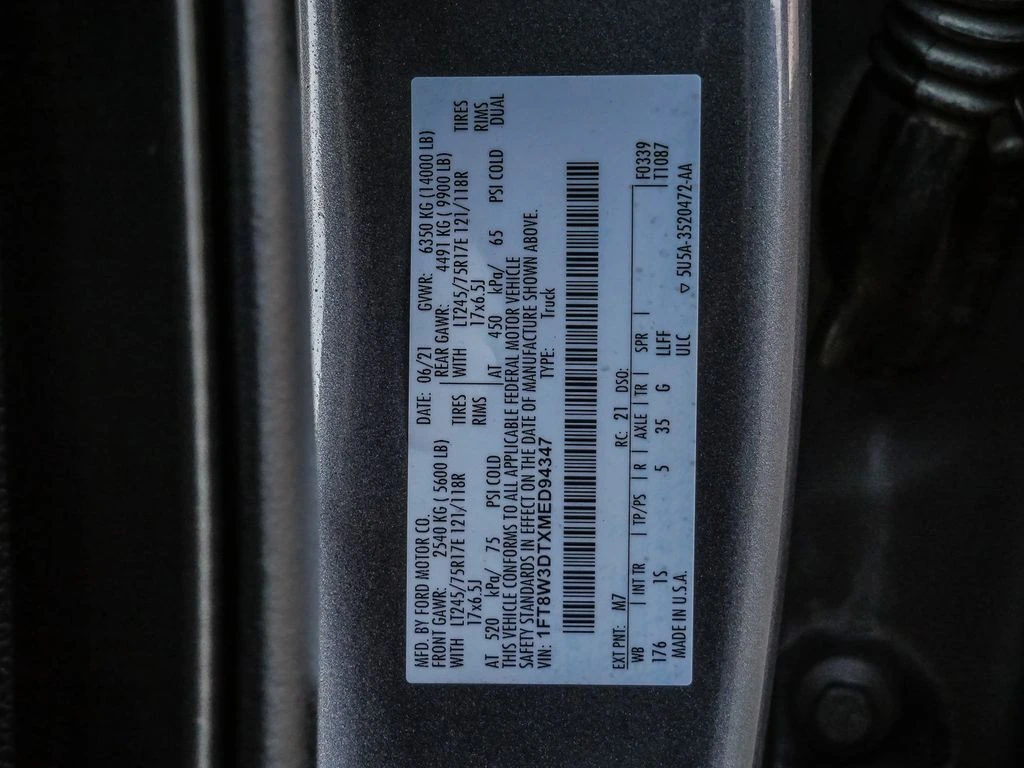 MFD. BY FORD MOTOR CO. DATE: 06/21 GVWR: 6350 KG (14000 LB)
FRONT GAWR: 2540 KG ( 5600 LB) REAR GAWR: 4491 KG ( 9900 LB)
WITH LT245/75R17E 121/118R TIRES WITH LT245/75R17E 121/118R TIRES
17x6.5J RIMS 17x6.5J RIMS
AT 520 kPa/ 75 PSI COLD AT 450 kPa/ 65 PSI COLD DUAL
THIS VEHICLE CONFORMS TO ALL APPLICABLE FEDERAL MOTOR VEHICLE
SAFETY STANDARDS IN EFFECT ON THE DATE OF MANUFACTURE SHOWN ABOVE.
VIN: 1FT8W3DTXMED94347 TYPE: Truck
EXT PNT: M7 RC: 21 DSO: F0339
WB INT TR. TP/PS R AXLE TR SPR T1087
176 1S 5 35 G LLFF
MADE IN U.S.A. ULC ▽ 5U5A-3520472-AA